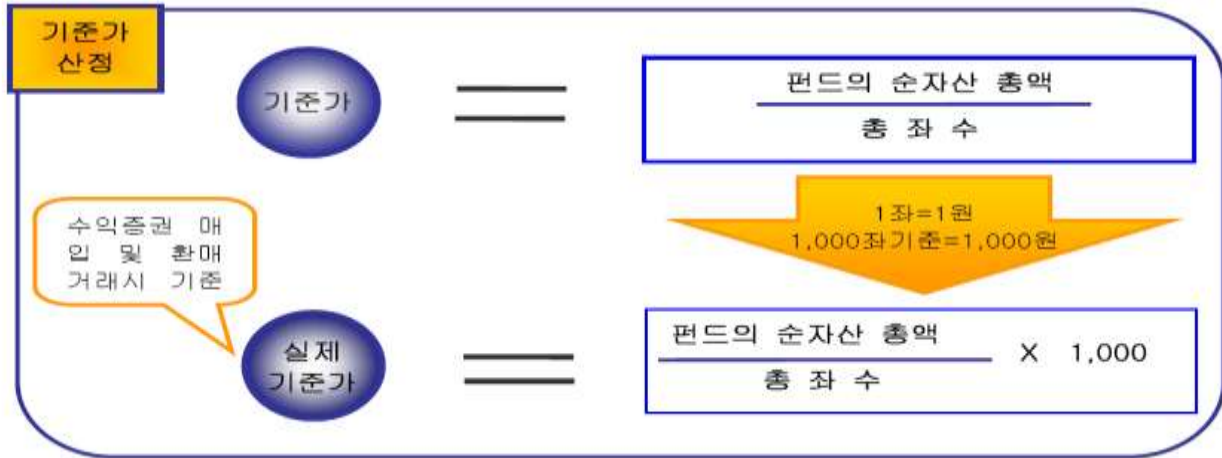 기준가
산정
기준가
펀드의 순자산 총액
총 좌 수
수익증권 매
입 및 환매
거래시 기준
1좌=1원
1,000좌기준=1,000원
실제
기준가
펀드의 순자산 총액
총 좌 수
X 1,000